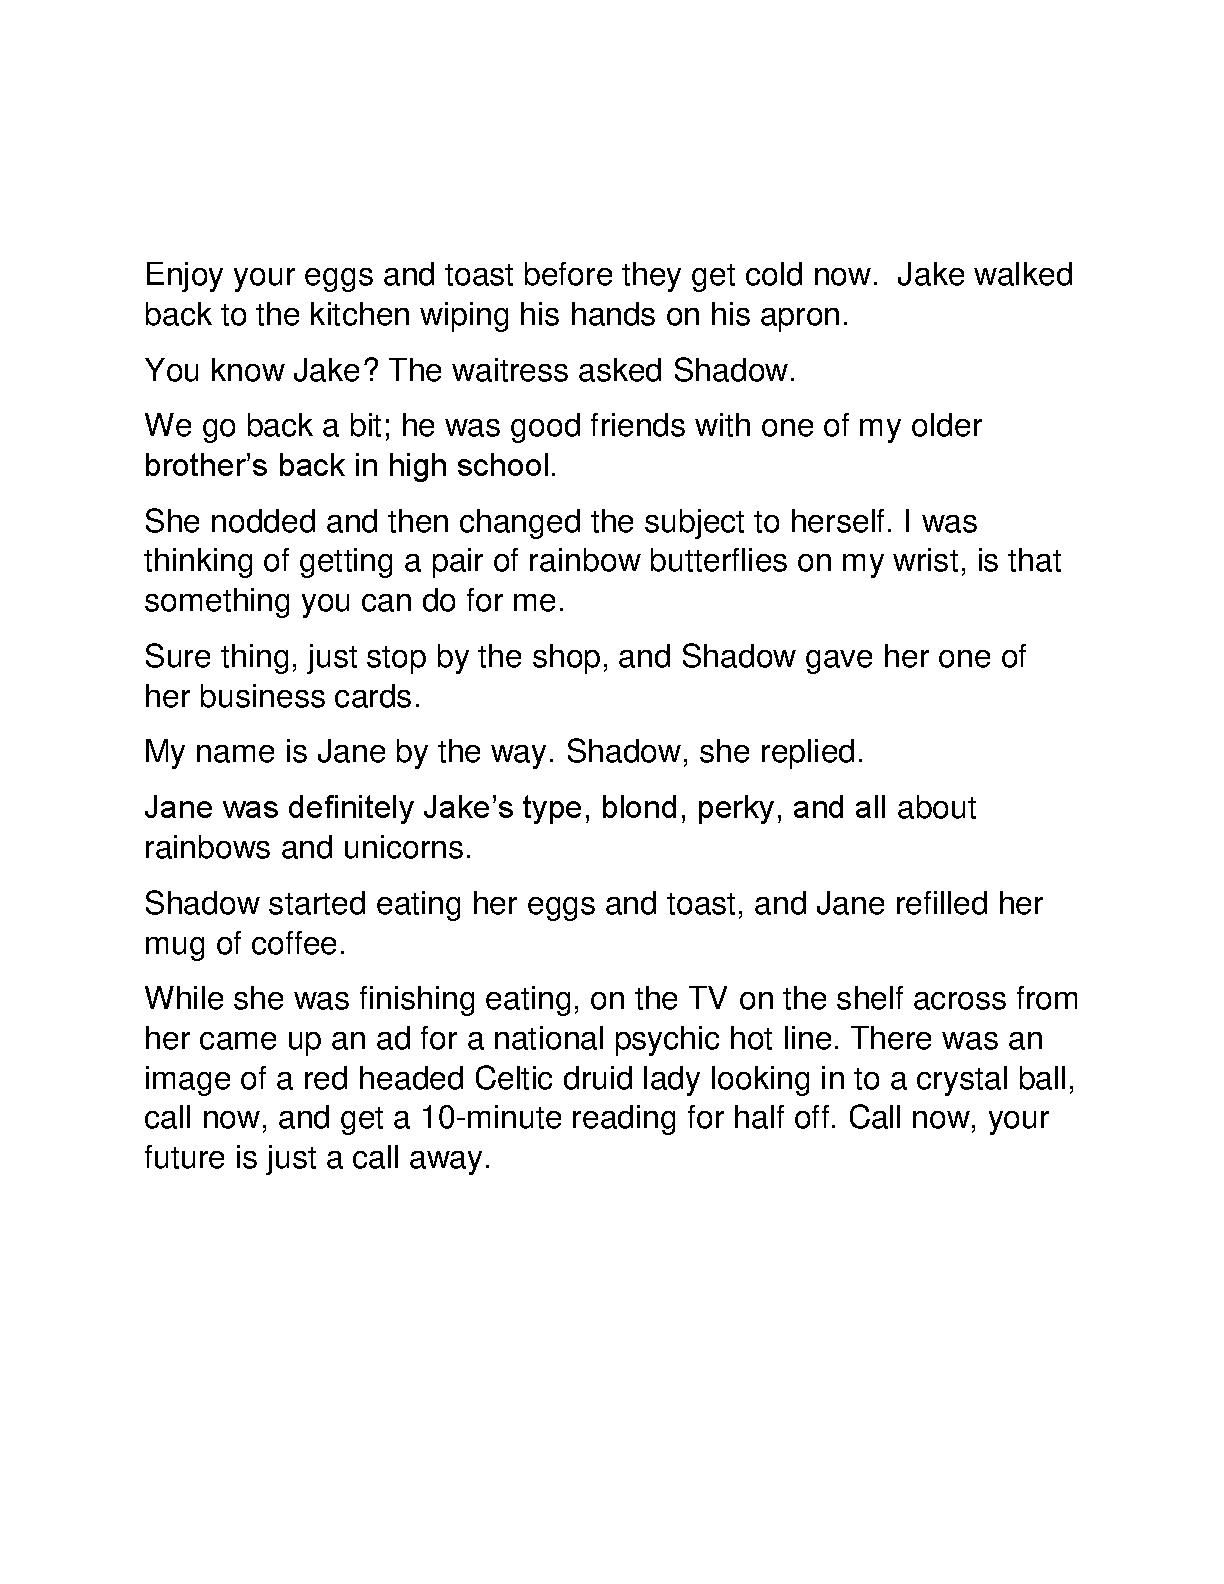 Enjoy your eggs and toast before they get cold now.  Jake walked
back to the kitchen wiping his hands on his apron.
You know Jake? The waitress asked Shadow.
We go back a bit; he was good friends with one of my older
brother’s back in high school.
She nodded and then changed the subject to herself. I was
thinking of getting a pair of rainbow butterflies on my wrist, is that
something you can do for me.
Sure thing, just stop by the shop, and Shadow gave her one of
her business cards.
My name is Jane by the way. Shadow, she replied.
Jane was definitely Jake’s type, blond, perky, and all about
rainbows and unicorns.
Shadow started eating her eggs and toast, and Jane refilled her
mug of coffee.
While she was finishing eating, on the TV on the shelf across from
her came up an ad for a national psychic hot line. There was an
image of a red headed Celtic druid lady looking in to a crystal ball,
call now, and get a 10-minute reading for half off. Call now, your
future is just a call away.